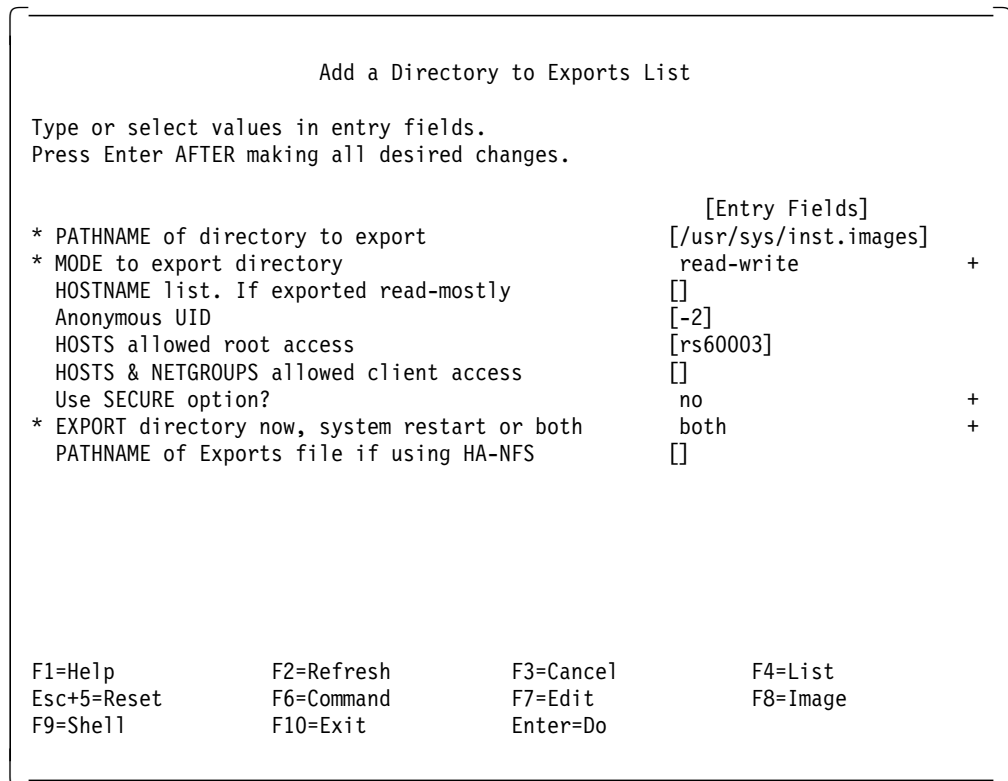 Add a Directory to Exports List
Type or select values in entry fields.
Press Enter AFTER making all desired changes.
[Entry Fields]
* PATHNAME of directory to export [/usr/sys/inst.images]
* MODE to export directory read-write +
HOSTNAME list. If exported read-mostly []
Anonymous UID [-2]
HOSTS allowed root access [rs60003]
HOSTS & NETGROUPS allowed client access []
Use SECURE option? no +
* EXPORT directory now, system restart or both both +
PATHNAME of Exports file if using HA-NFS []
F1=Help F2=Refresh F3=Cancel F4=List
Esc+5=Reset F6=Command F7=Edit F8=Image
F9=Shell F10=Exit Enter=Do